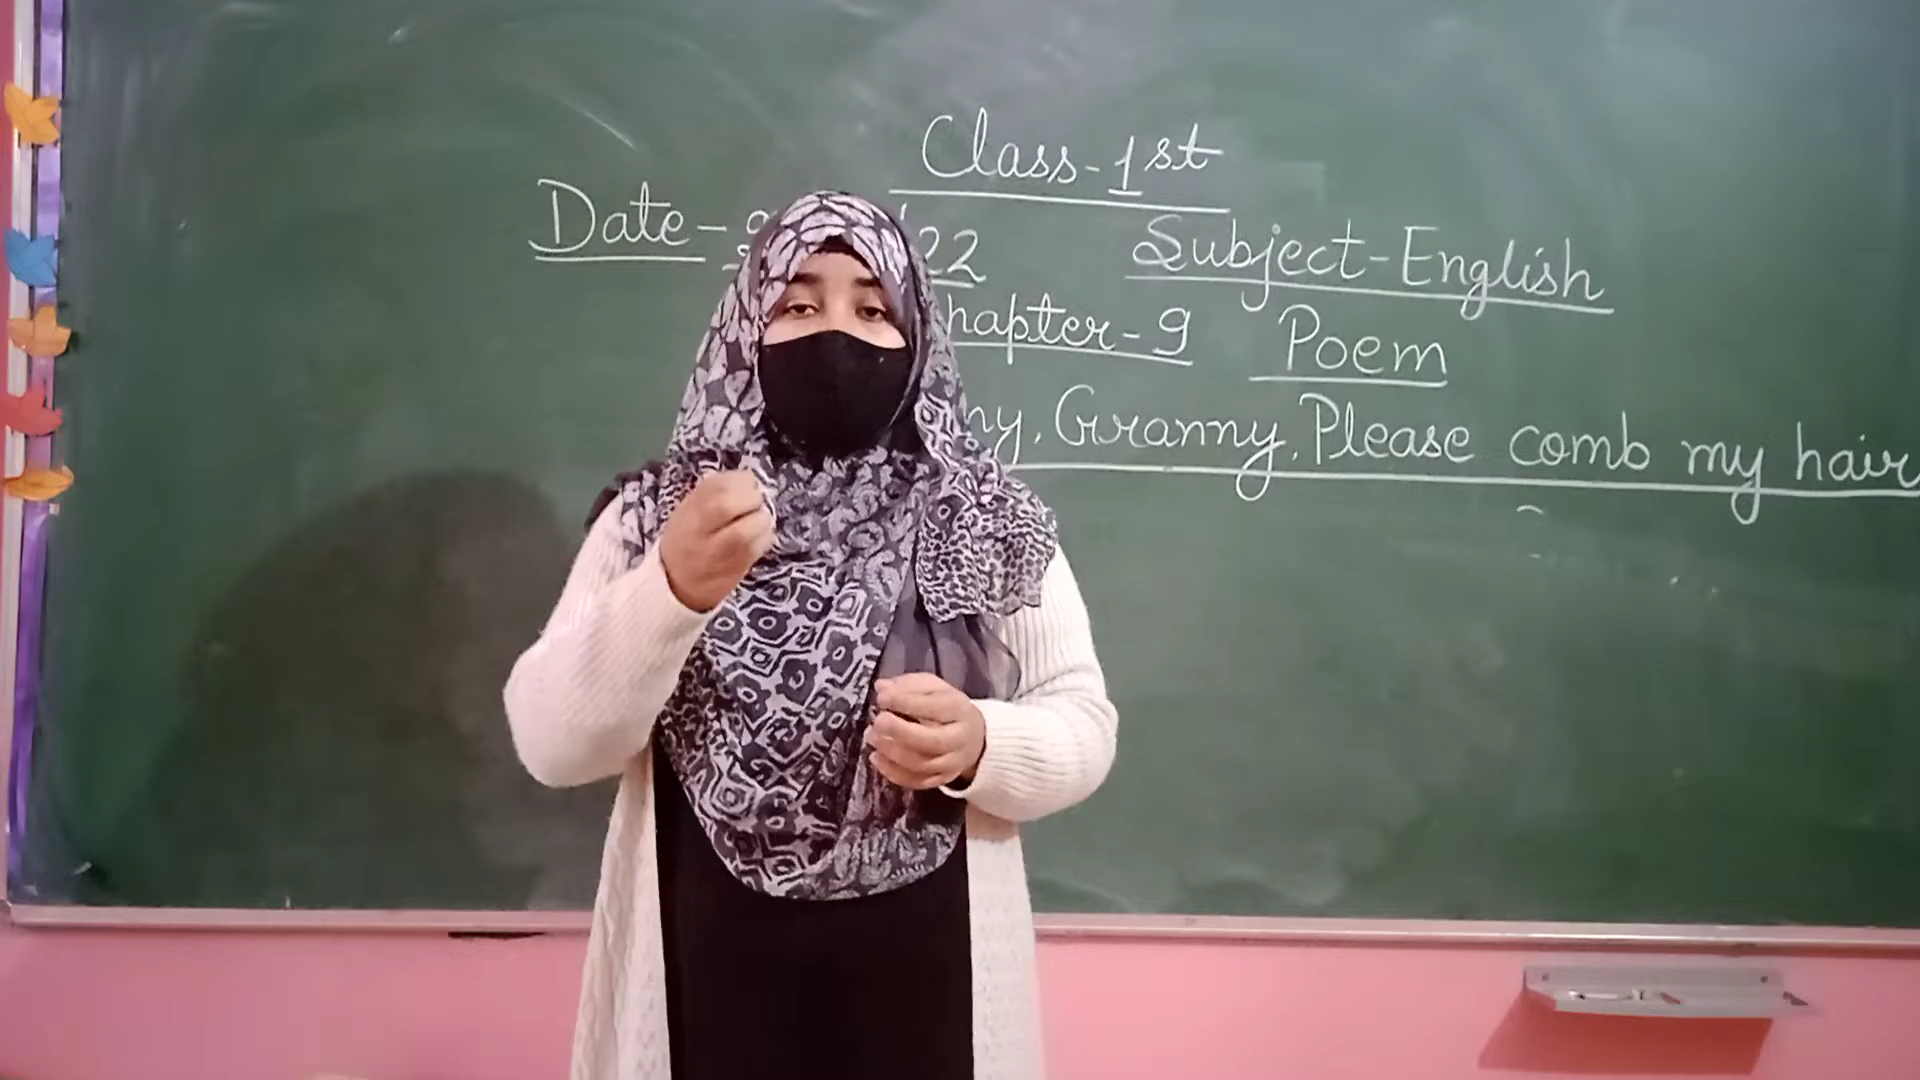 Class-1st
Date- 22
Subject-English
hapter-9 Poem
ny, Granny, Please comb my hair